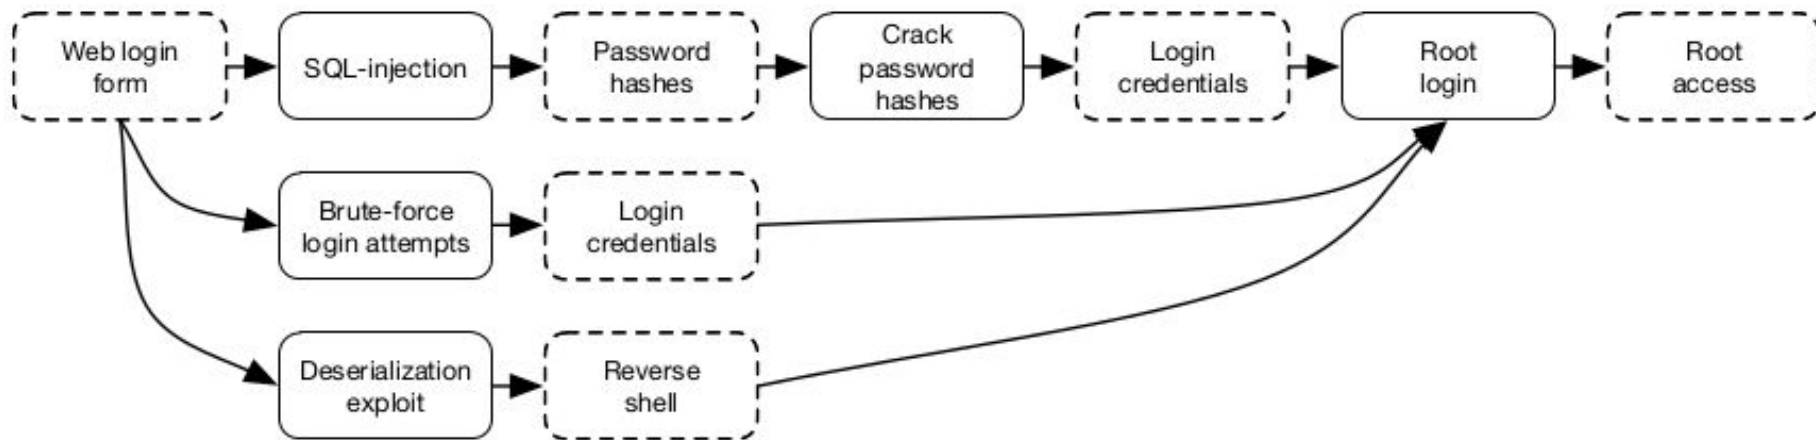 Web login
form
SQL-injection
Password
hashes
Crack
password
hashes
Login
credentials
Root
login
Root
access
Brute-force
login attempts
Login
credentials
Deserialization
exploit
Reverse
shell